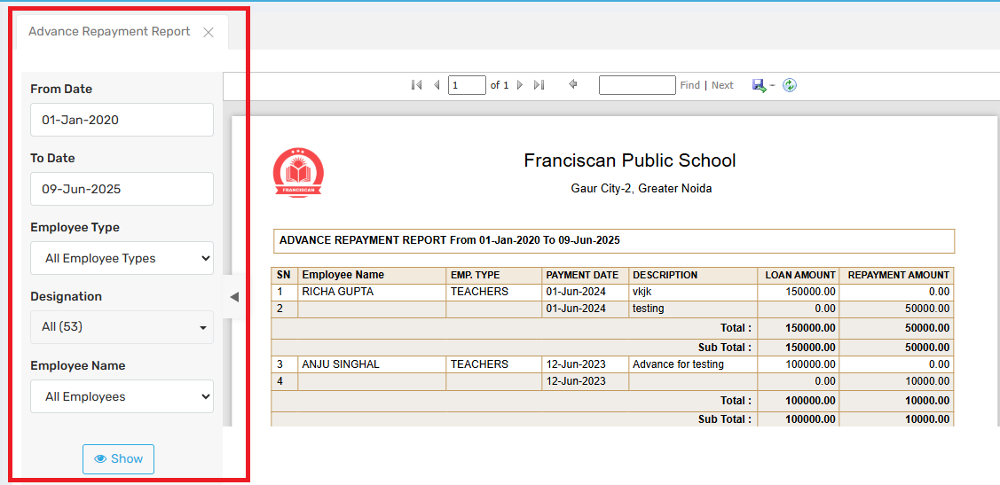 Advance Repayment Report
From Date
01-Jan-2020
To Date
09-Jun-2025
Employee Type
All Employee Types
Designation
All (53)
Employee Name
All Employees
Show
1 of 1 Find | Next
FRANCISCAN
Franciscan Public School
Gaur City-2, Greater Noida
ADVANCE REPAYMENT REPORT From 01-Jan-2020 To 09-Jun-2025
SN Employee Name EMP. TYPE PAYMENT DATE DESCRIPTION LOAN AMOUNT REPAYMENT AMOUNT
1 RICHA GUPTA TEACHERS 01-Jun-2024 vkjk 150000.00 0.00
2 01-Jun-2024 testing 0.00 50000.00
Total : 150000.00 50000.00
Sub Total : 150000.00 50000.00
3 ANJU SINGHAL TEACHERS 12-Jun-2023 Advance for testing 100000.00 0.00
4 12-Jun-2023 0.00 10000.00
Total : 100000.00 10000.00
Sub Total : 100000.00 10000.00